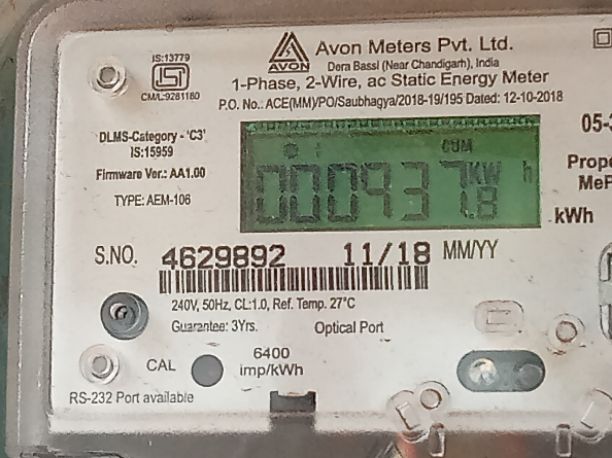 IS:13779
CM/L:9281180
AVON
Avon Meters Pvt. Ltd.
Dera Bassi (Near Chandigarh), India
1-Phase, 2-Wire, ac Static Energy Meter
P.O. No.: ACE(MM)/PO/Saubhagya/2018-19/195 Dated: 12-10-2018
DLMS-Category - 'C3'
IS:15959
Firmware Ver.: AA1.00
TYPE: AEM-106
CUM
000937 KW h
1.8
kWh
05-3
Prope
MeP
S.NO. 4629892 11/18 MM/YY
240V, 50Hz, CL:1.0, Ref. Temp. 27°C
Guarantee: 3Yrs. Optical Port
CAL
6400
imp/kWh
RS-232 Port available